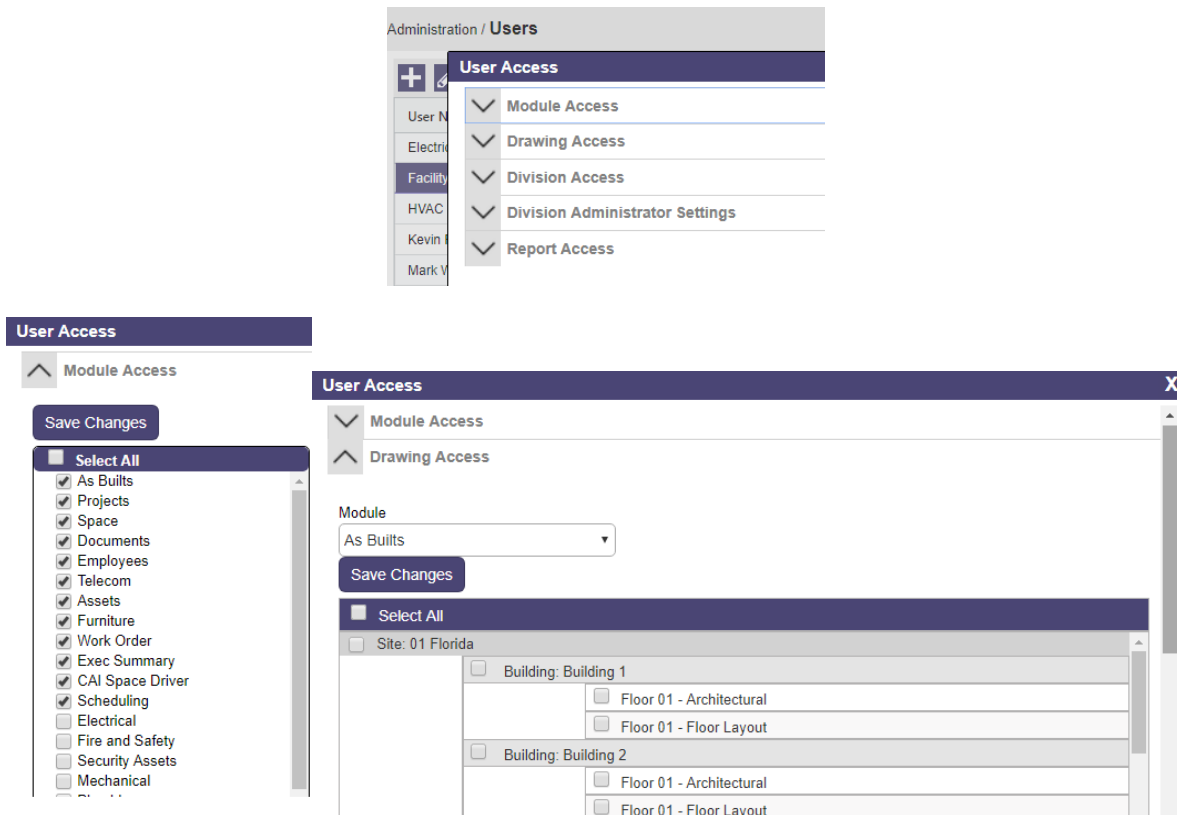 Administration / Users
User Access
Module Access
User N
Drawing Access
Electric
Division Access
Facility
Division Administrator Settings
HVAC
Report Access
Kevin
Mark W
User Access
Module Access
Save Changes
Select All
As Builts
Projects
Space
Documents
Employees
Telecom
Assets
Furniture
Work Order
Exec Summary
CAI Space Driver
Scheduling
Electrical
Fire and Safety
Security Assets
Mechanical
User Access X
Module Access
Drawing Access
Module
As Builts
Save Changes
Select All
Site: 01 Florida
Building: Building 1
Floor 01 - Architectural
Floor 01 - Floor Layout
Building: Building 2
Floor 01 - Architectural
Floor 01 - Floor Layout